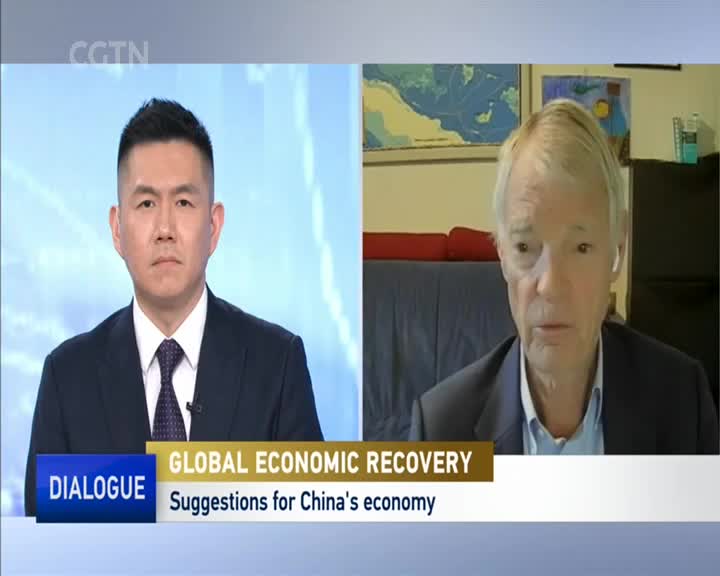 CGTN
GLOBAL ECONOMIC RECOVERY
DIALOGUE
Suggestions for China's economy